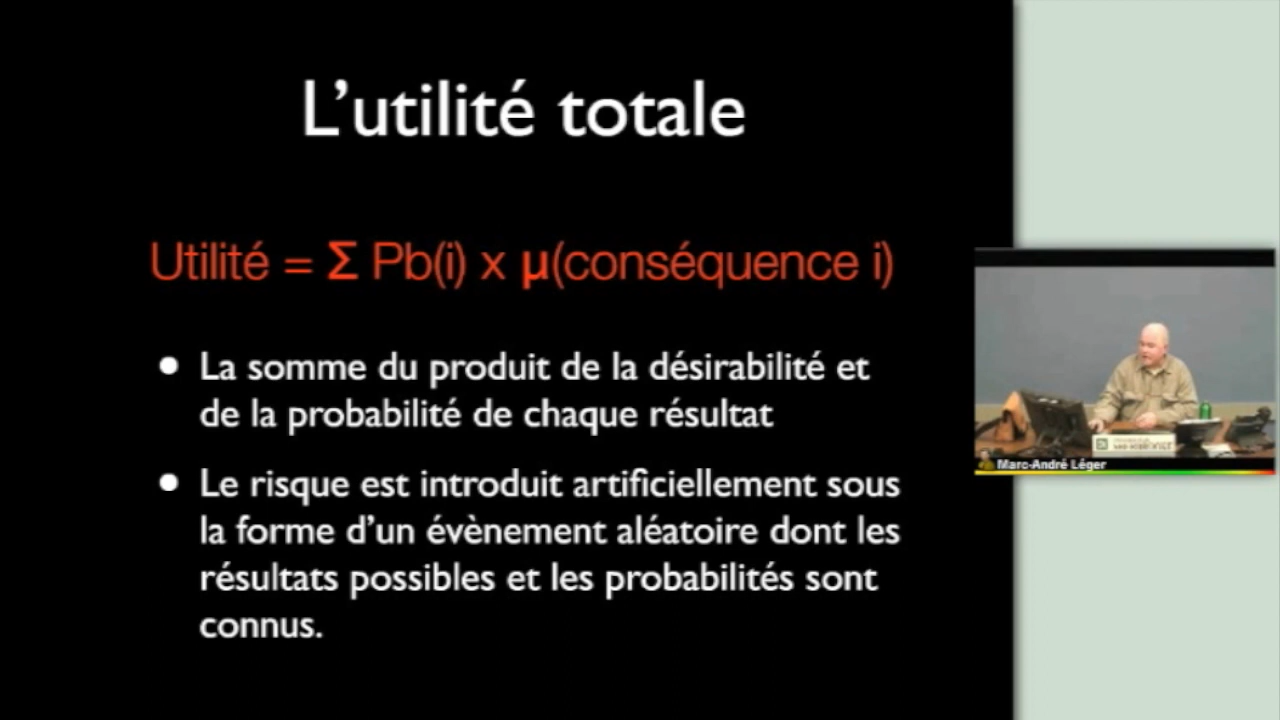 L’utilité totale
Utilité = Σ Pb(i) x µ(conséquence i)
• La somme du produit de la désirabilité et
de la probabilité de chaque résultat
• Le risque est introduit artificiellement sous
la forme d’un évènement aléatoire dont les
résultats possibles et les probabilités sont
connus.
Marc-André Léger